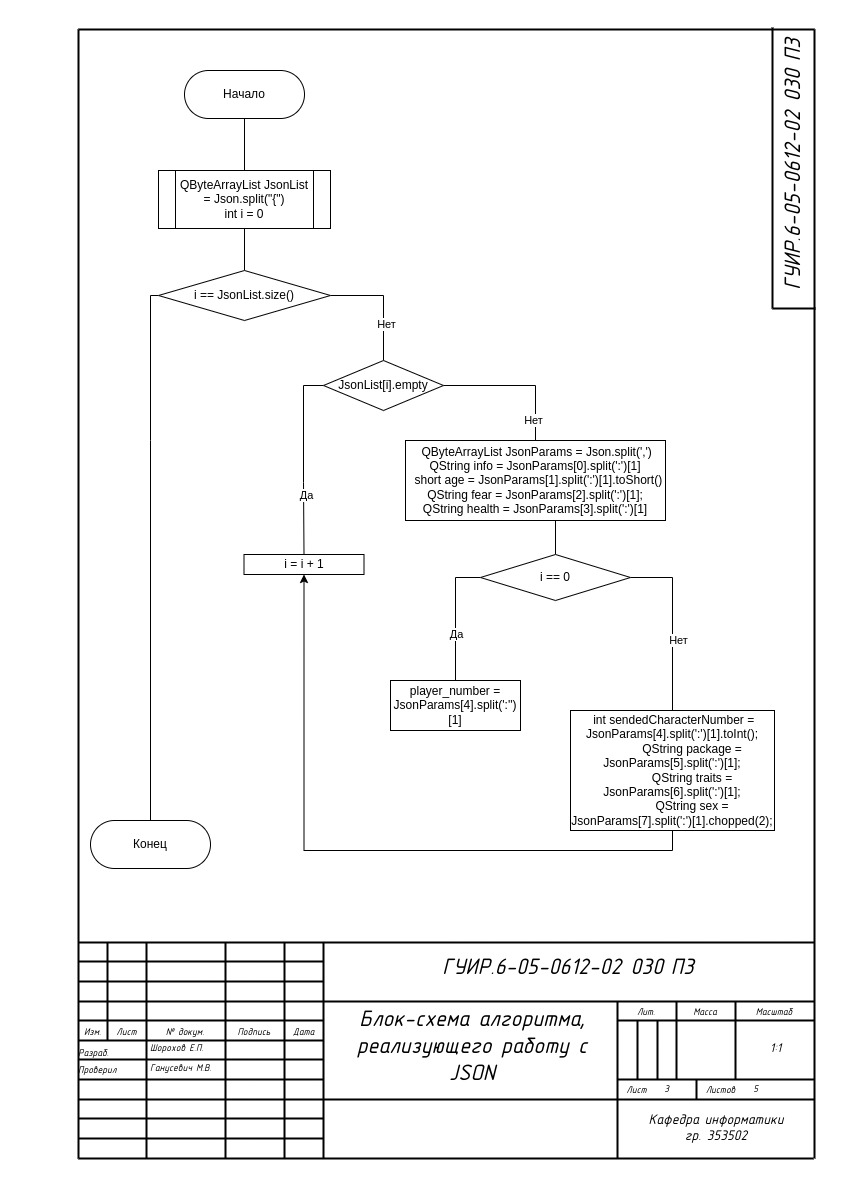 ГУИР.6-05-0612-02 030 ПЗ
Начало
QByteArrayList JsonList
= Json.split("{")
int i = 0
i == JsonList.size()
Нет
JsonList[i].empty
Нет
QByteArrayList JsonParams = Json.split(',')
QString info = JsonParams[0].split(':')[1]
short age = JsonParams[1].split(':')[1].toShort()
QString fear = JsonParams[2].split(':')[1];
QString health = JsonParams[3].split(':')[1]
Да
i = i + 1
i == 0
Да
Нет
player_number =
JsonParams[4].split(':")
[1]
int sendedCharacterNumber =
JsonParams[4].split(':')[1].toInt();
QString package =
JsonParams[5].split(':')[1];
QString traits =
JsonParams[6].split(':')[1];
QString sex =
JsonParams[7].split(':')[1].chopped(2);
Конец
ГУИР.6-05-0612-02 030 ПЗ
Блок-схема алгоритма,
реализующего работу с
JSON
Лит. Масса Масштаб
1:1
Изм. Лист № докум. Подпись Дата
Разраб. Шорохов Е.П.
Проверил Ганусевич М.В.
Лист 3 Листов 5
Кафедра информатики
гр. 353502